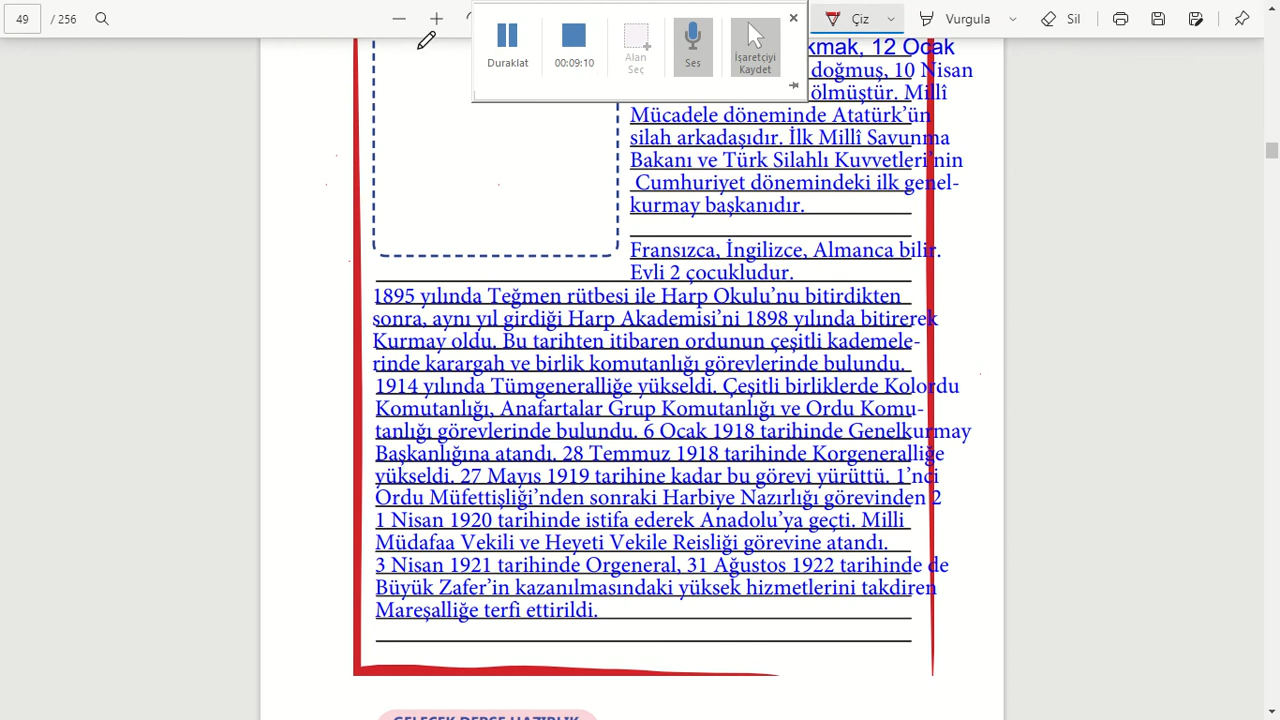 49 / 256
Çiz
Vurgula
Sil
Duraklat
00:09:10
Alan Seç
Ses
İşaretçiyi Kaydet
kmak, 12 Ocak
doğmuş, 10 Nisan
ölmüştür. Millî
Mücadele döneminde Atatürk'ün
silah arkadaşıdır. İlk Millî Savunma
Bakanı ve Türk Silahlı Kuvvetleri'nin
Cumhuriyet dönemindeki ilk genel-
kurmay başkanıdır.
Fransızca, İngilizce, Almanca bilir.
Evli 2 çocukludur.
1895 yılında Teğmen rütbesi ile Harp Okulu'nu bitirdikten
sonra, aynı yıl girdiği Harp Akademisi'ni 1898 yılında bitirerek
Kurmay oldu. Bu tarihten itibaren ordunun çeşitli kademele-
rinde karargah ve birlik komutanlığı görevlerinde bulundu.
1914 yılında Tümgeneralliğe yükseldi. Çeşitli birliklerde Kolordu
Komutanlığı, Anafartalar Grup Komutanlığı ve Ordu Komu-
tanlığı görevlerinde bulundu. 6 Ocak 1918 tarihinde Genelkurmay
Başkanlığına atandı. 28 Temmuz 1918 tarihinde Korgeneralliğe
yükseldi. 27 Mayıs 1919 tarihine kadar bu görevi yürüttü. 1'nci
Ordu Müfettişliği'nden sonraki Harbiye Nazırlığı görevinden 2
1 Nisan 1920 tarihinde istifa ederek Anadolu'ya geçti. Milli
Müdafaa Vekili ve Heyeti Vekile Reisliği görevine atandı.
3 Nisan 1921 tarihinde Orgeneral, 31 Ağustos 1922 tarihinde de
Büyük Zafer'in kazanılmasındaki yüksek hizmetlerini takdiren
Mareşalliğe terfi ettirildi.
GELECEK DERSE HAZIRLIK